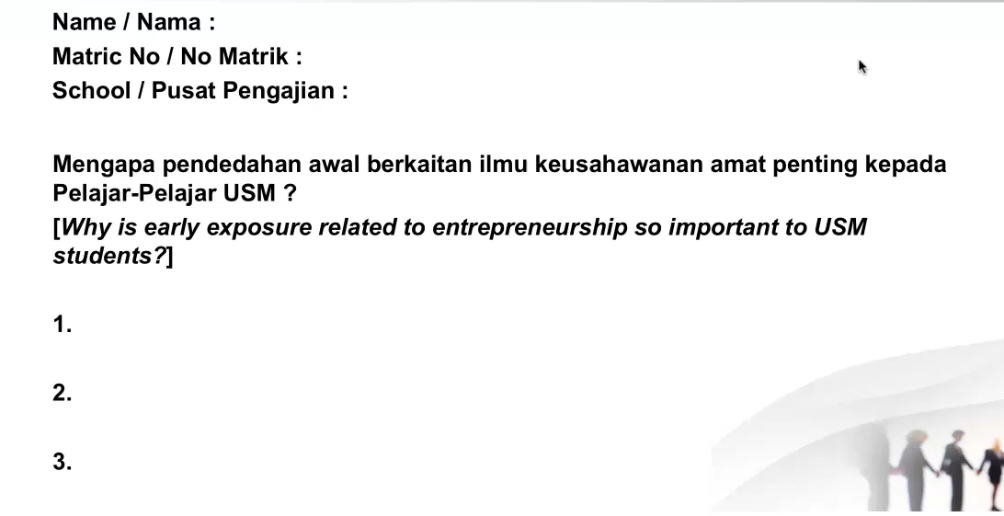 Name / Nama :
Matric No / No Matrik :
School / Pusat Pengajian :
Mengapa pendedahan awal berkaitan ilmu keusahawanan amat penting kepada
Pelajar-Pelajar USM ?
[Why is early exposure related to entrepreneurship so important to USM
students?]
1.
2.
3.